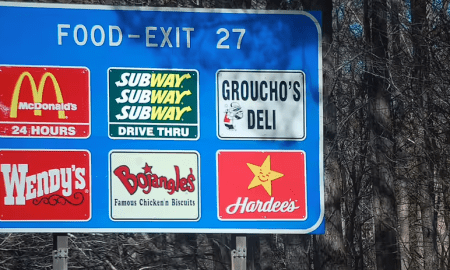 FOOD-EXIT 27
McDonald's
24 HOURS
SUBWAY
SUBWAY
SUBWAY
DRIVE THRU
GROUCHO'S
DELI
WENDY'S
Bojangles
Famous Chicken'n Biscuits
Hardee's